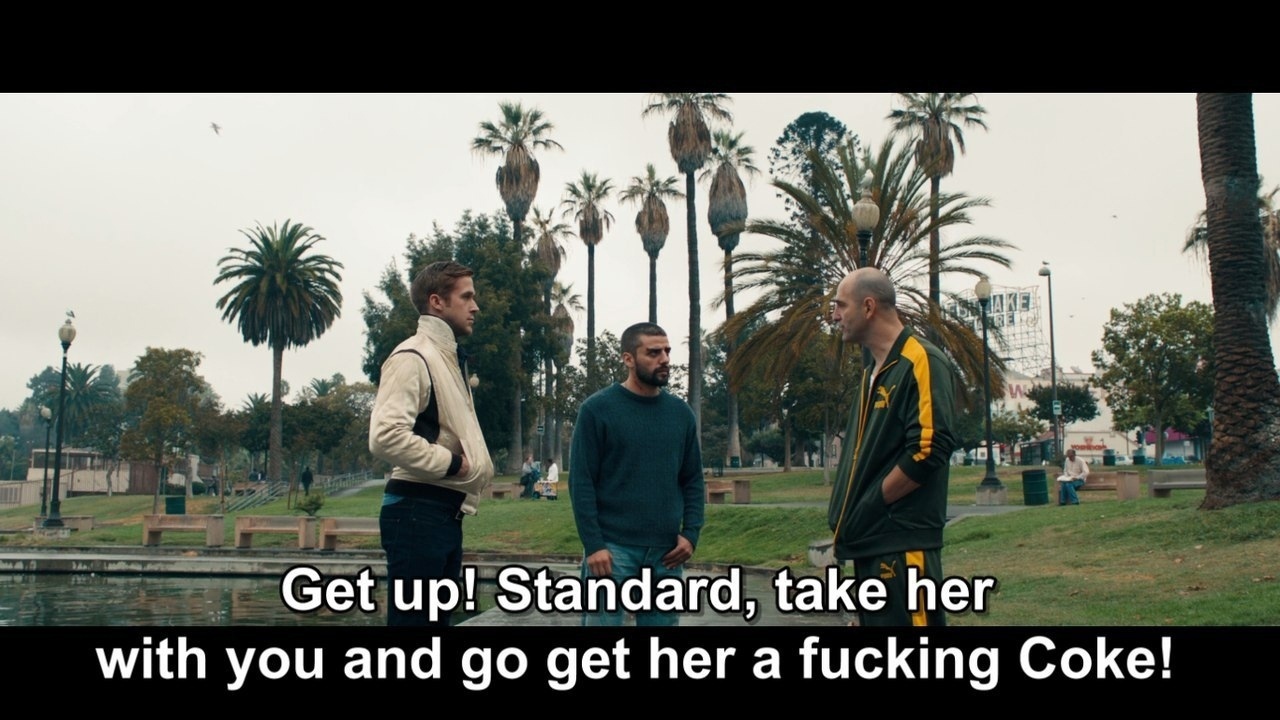 Get up! Standard, take her
with you and go get her a fucking Coke!